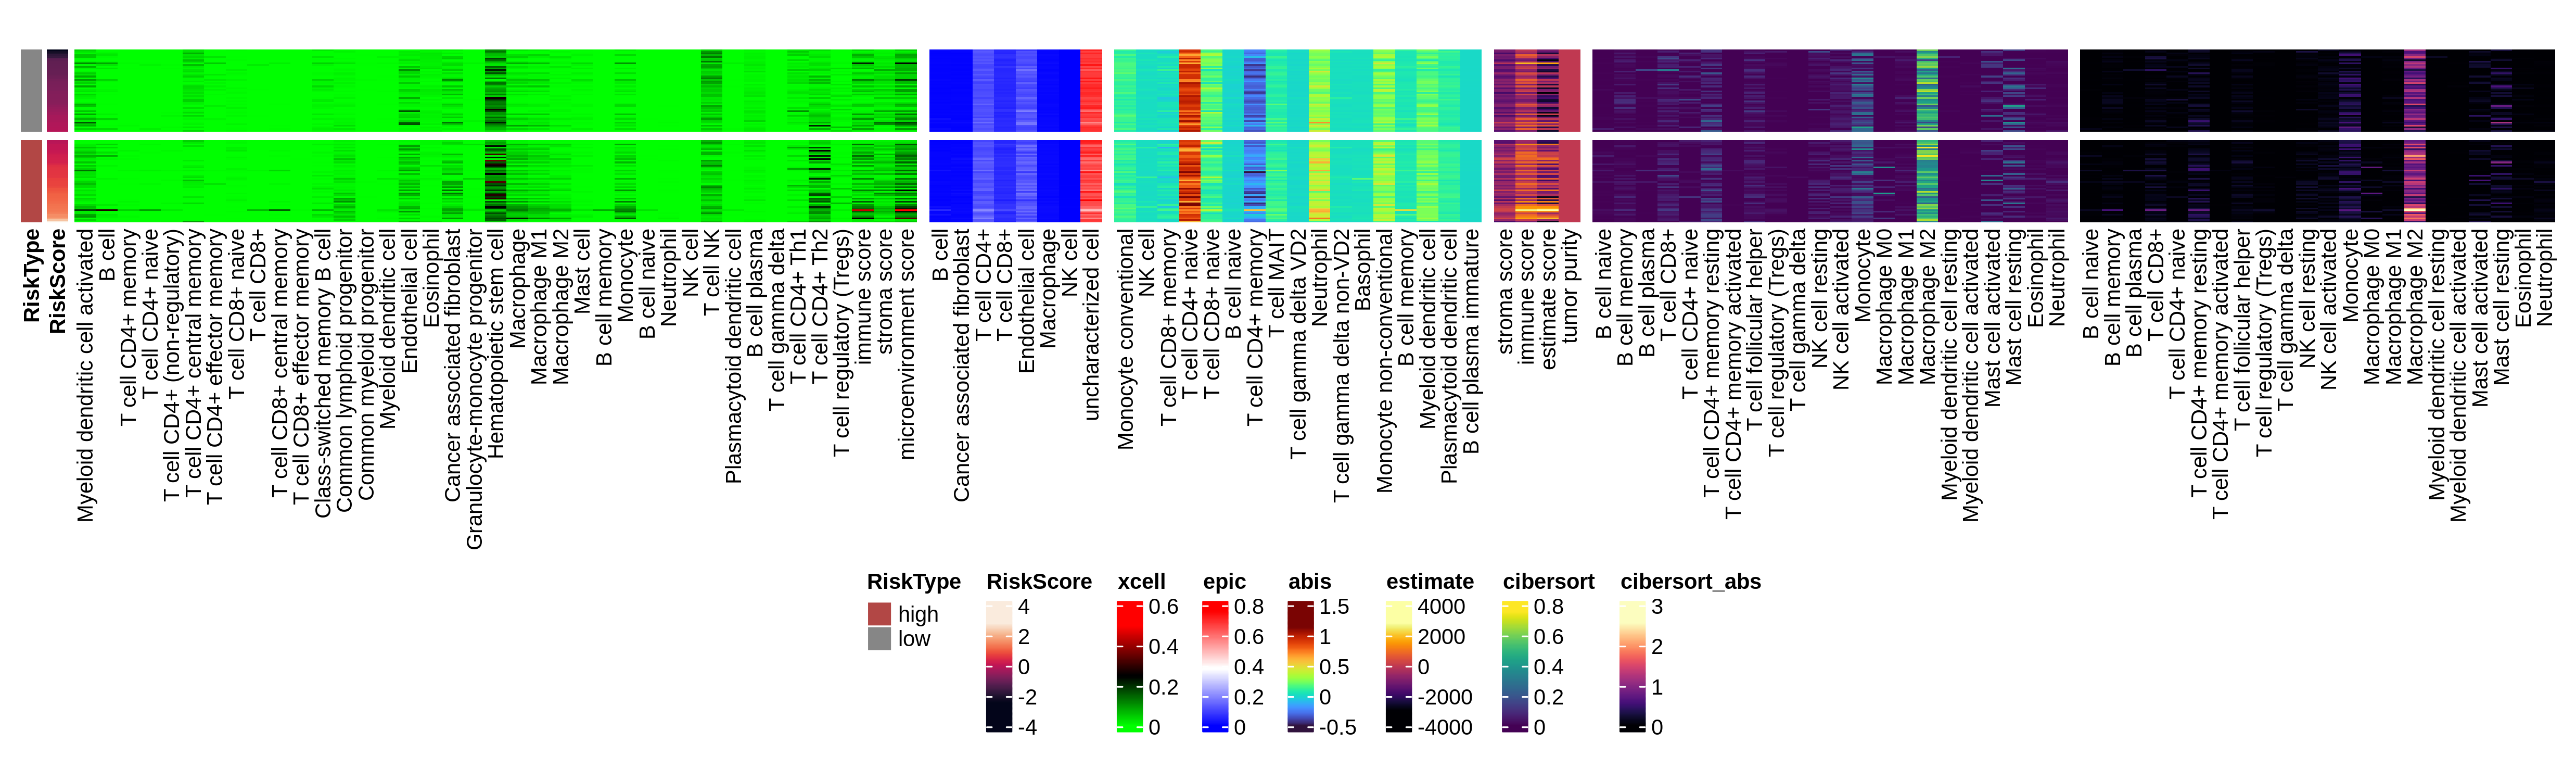 RiskType
RiskScore
Myeloid dendritic cell activated
B cell
T cell CD4+ memory
T cell CD4+ naive
T cell CD4+ (non-regulatory)
T cell CD4+ central memory
T cell CD4+ effector memory
T cell CD8+ naive
T cell CD8+
T cell CD8+ central memory
T cell CD8+ effector memory
Class-switched memory B cell
Common lymphoid progenitor
Common myeloid progenitor
Myeloid dendritic cell
Endothelial cell
Eosinophil
Cancer associated fibroblast
Granulocyte-monocyte progenitor
Hematopoietic stem cell
Macrophage
Macrophage M1
Macrophage M2
Mast cell
B cell memory
Monocyte
B cell naive
Neutrophil
NK cell
T cell NK
Plasmacytoid dendritic cell
B cell plasma
T cell gamma delta
T cell CD4+ Th1
T cell CD4+ Th2
T cell regulatory (Tregs)
immune score
stroma score
microenvironment score
B cell
Cancer associated fibroblast
T cell CD4+
T cell CD8+
Endothelial cell
Macrophage
NK cell
uncharacterized cell
Monocyte conventional
NK cell
T cell CD8+ memory
T cell CD4+ naive
T cell CD8+ naive
B cell naive
T cell CD4+ memory
T cell MAIT
T cell gamma delta VD2
Neutrophil
T cell gamma delta non-VD2
Basophil
Monocyte non-conventional
B cell memory
Myeloid dendritic cell
Plasmacytoid dendritic cell
B cell plasma immature
stroma score
immune score
estimate score
tumor purity
B cell naive
B cell memory
B cell plasma
T cell CD8+
T cell CD4+ naive
T cell CD4+ memory resting
T cell CD4+ memory activated
T cell follicular helper
T cell regulatory (Tregs)
T cell gamma delta
NK cell resting
NK cell activated
Monocyte
Macrophage M0
Macrophage M1
Macrophage M2
Myeloid dendritic cell resting
Myeloid dendritic cell activated
Mast cell activated
Mast cell resting
Eosinophil
Neutrophil
B cell naive
B cell memory
B cell plasma
T cell CD8+
T cell CD4+ naive
T cell CD4+ memory resting
T cell CD4+ memory activated
T cell follicular helper
T cell regulatory (Tregs)
T cell gamma delta
NK cell resting
NK cell activated
Monocyte
Macrophage M0
Macrophage M1
Macrophage M2
Myeloid dendritic cell resting
Myeloid dendritic cell activated
Mast cell activated
Mast cell resting
Eosinophil
Neutrophil
RiskType
high
low
RiskScore
4
2
0
-2
-4
xcell
0.6
0.4
0.2
0
epic
0.8
0.6
0.4
0.2
0
abis
1.5
1
0.5
0
-0.5
estimate
4000
2000
0
-2000
-4000
cibersort
0.8
0.6
0.4
0.2
0
cibersort_abs
3
2
1
0